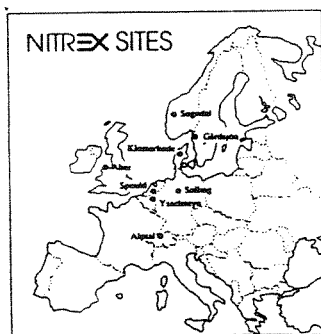 NITREX SITES
Sogndal
Gårdsjön
Klosterhede
Aber
Speuld
Solling
Ysselsteyn
Alptal